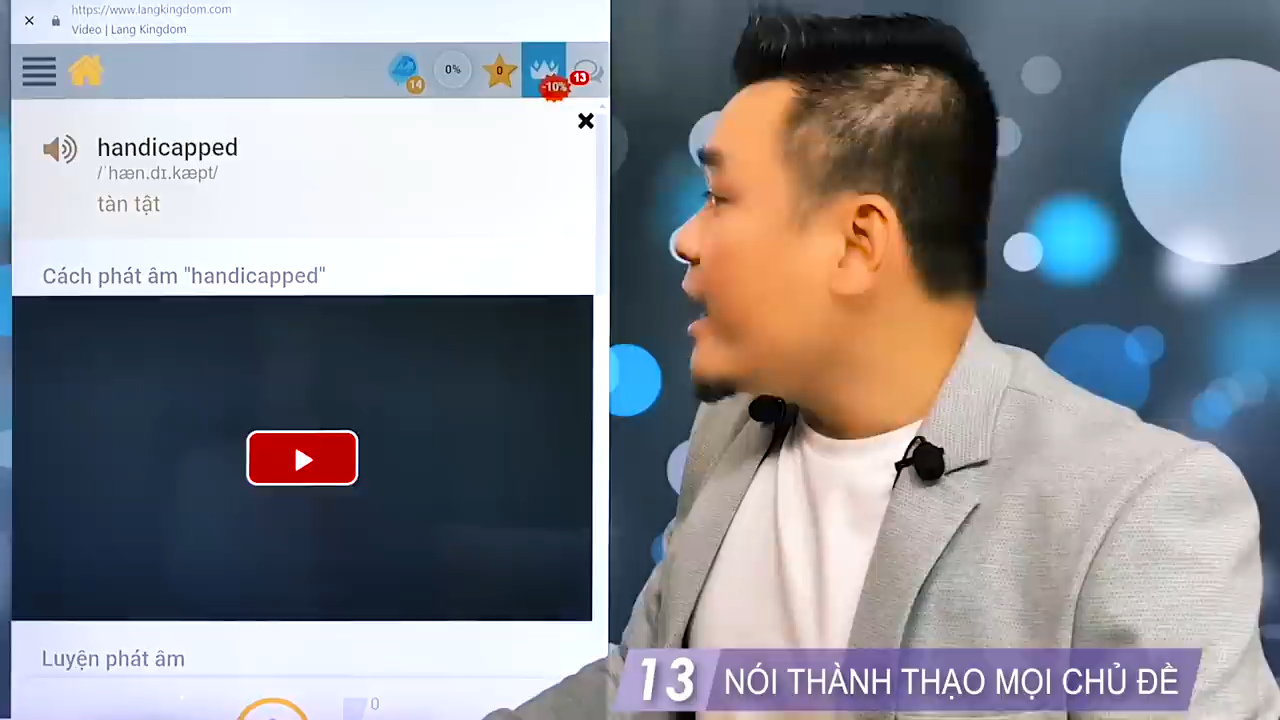 https://www.langkingdom.com
Video | Lang Kingdom
14
0%
0
-10%
13
handicapped
/ˈhæn.dɪ.kæpt/
tàn tật
Cách phát âm "handicapped"
Luyện phát âm
0
13 NÓI THÀNH THẠO MỌI CHỦ ĐỀ